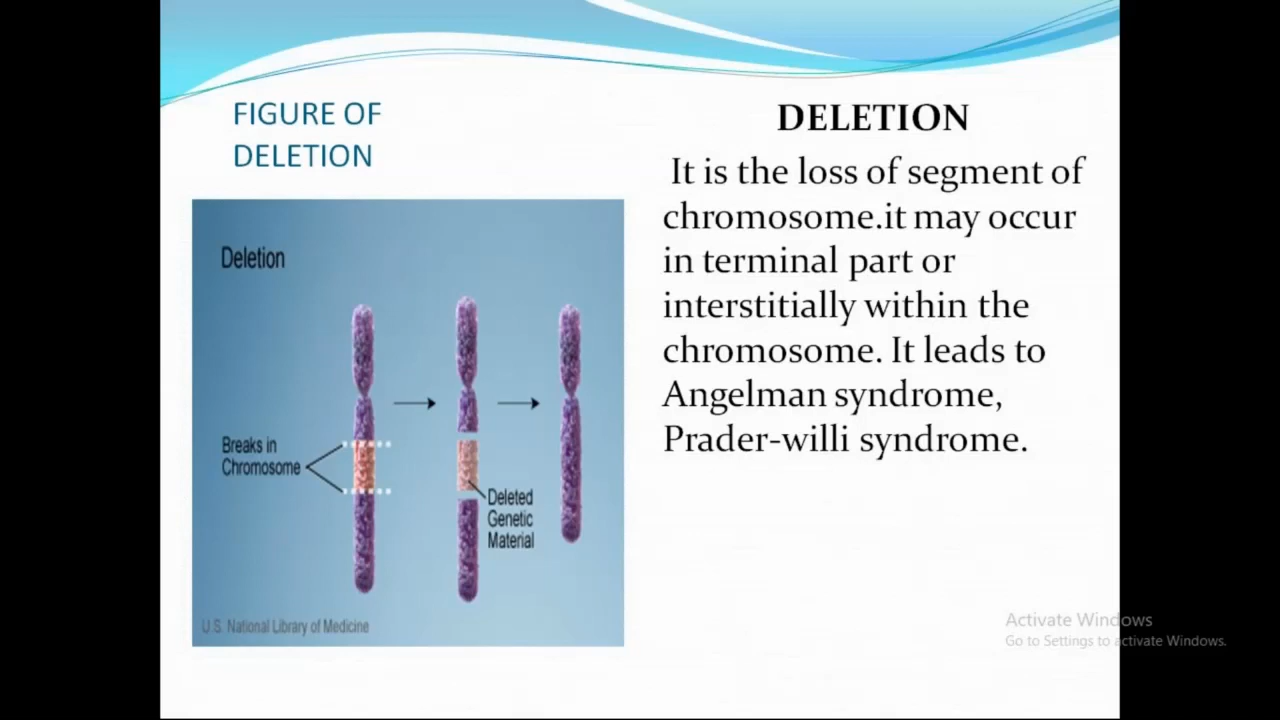 FIGURE OF
DELETION
Deletion
Breaks in
Chromosome
Deleted
Genetic
Material
U.S. National Library of Medicine
DELETION
It is the loss of segment of
chromosome.it may occur
in terminal part or
interstitially within the
chromosome. It leads to
Angelman syndrome,
Prader-willi syndrome.
Activate Windows
Go to Settings to activate Windows.